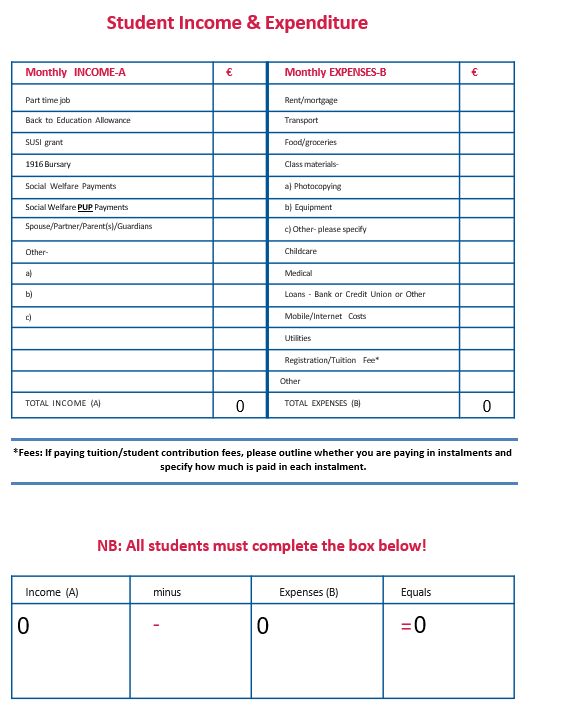 Student Income & Expenditure
Monthly INCOME-A € Monthly EXPENSES-B €
Part time job Rent/mortgage
Back to Education Allowance Transport
SUSI grant Food/groceries
1916 Bursary Class materials-
Social Welfare Payments a) Photocopying
Social Welfare PUP Payments b) Equipment
Spouse/Partner/Parent(s)/Guardians c) Other- please specify
Other- Childcare
a) Medical
b) Loans - Bank or Credit Union or Other
c) Mobile/Internet Costs
Utilities
Registration/Tuition Fee*
Other
TOTAL INCOME (A) 0 TOTAL EXPENSES (B) 0
*Fees: If paying tuition/student contribution fees, please outline whether you are paying in instalments and
specify how much is paid in each instalment.
NB: All students must complete the box below!
Income (A) minus Expenses (B) Equals
0 - 0 =0